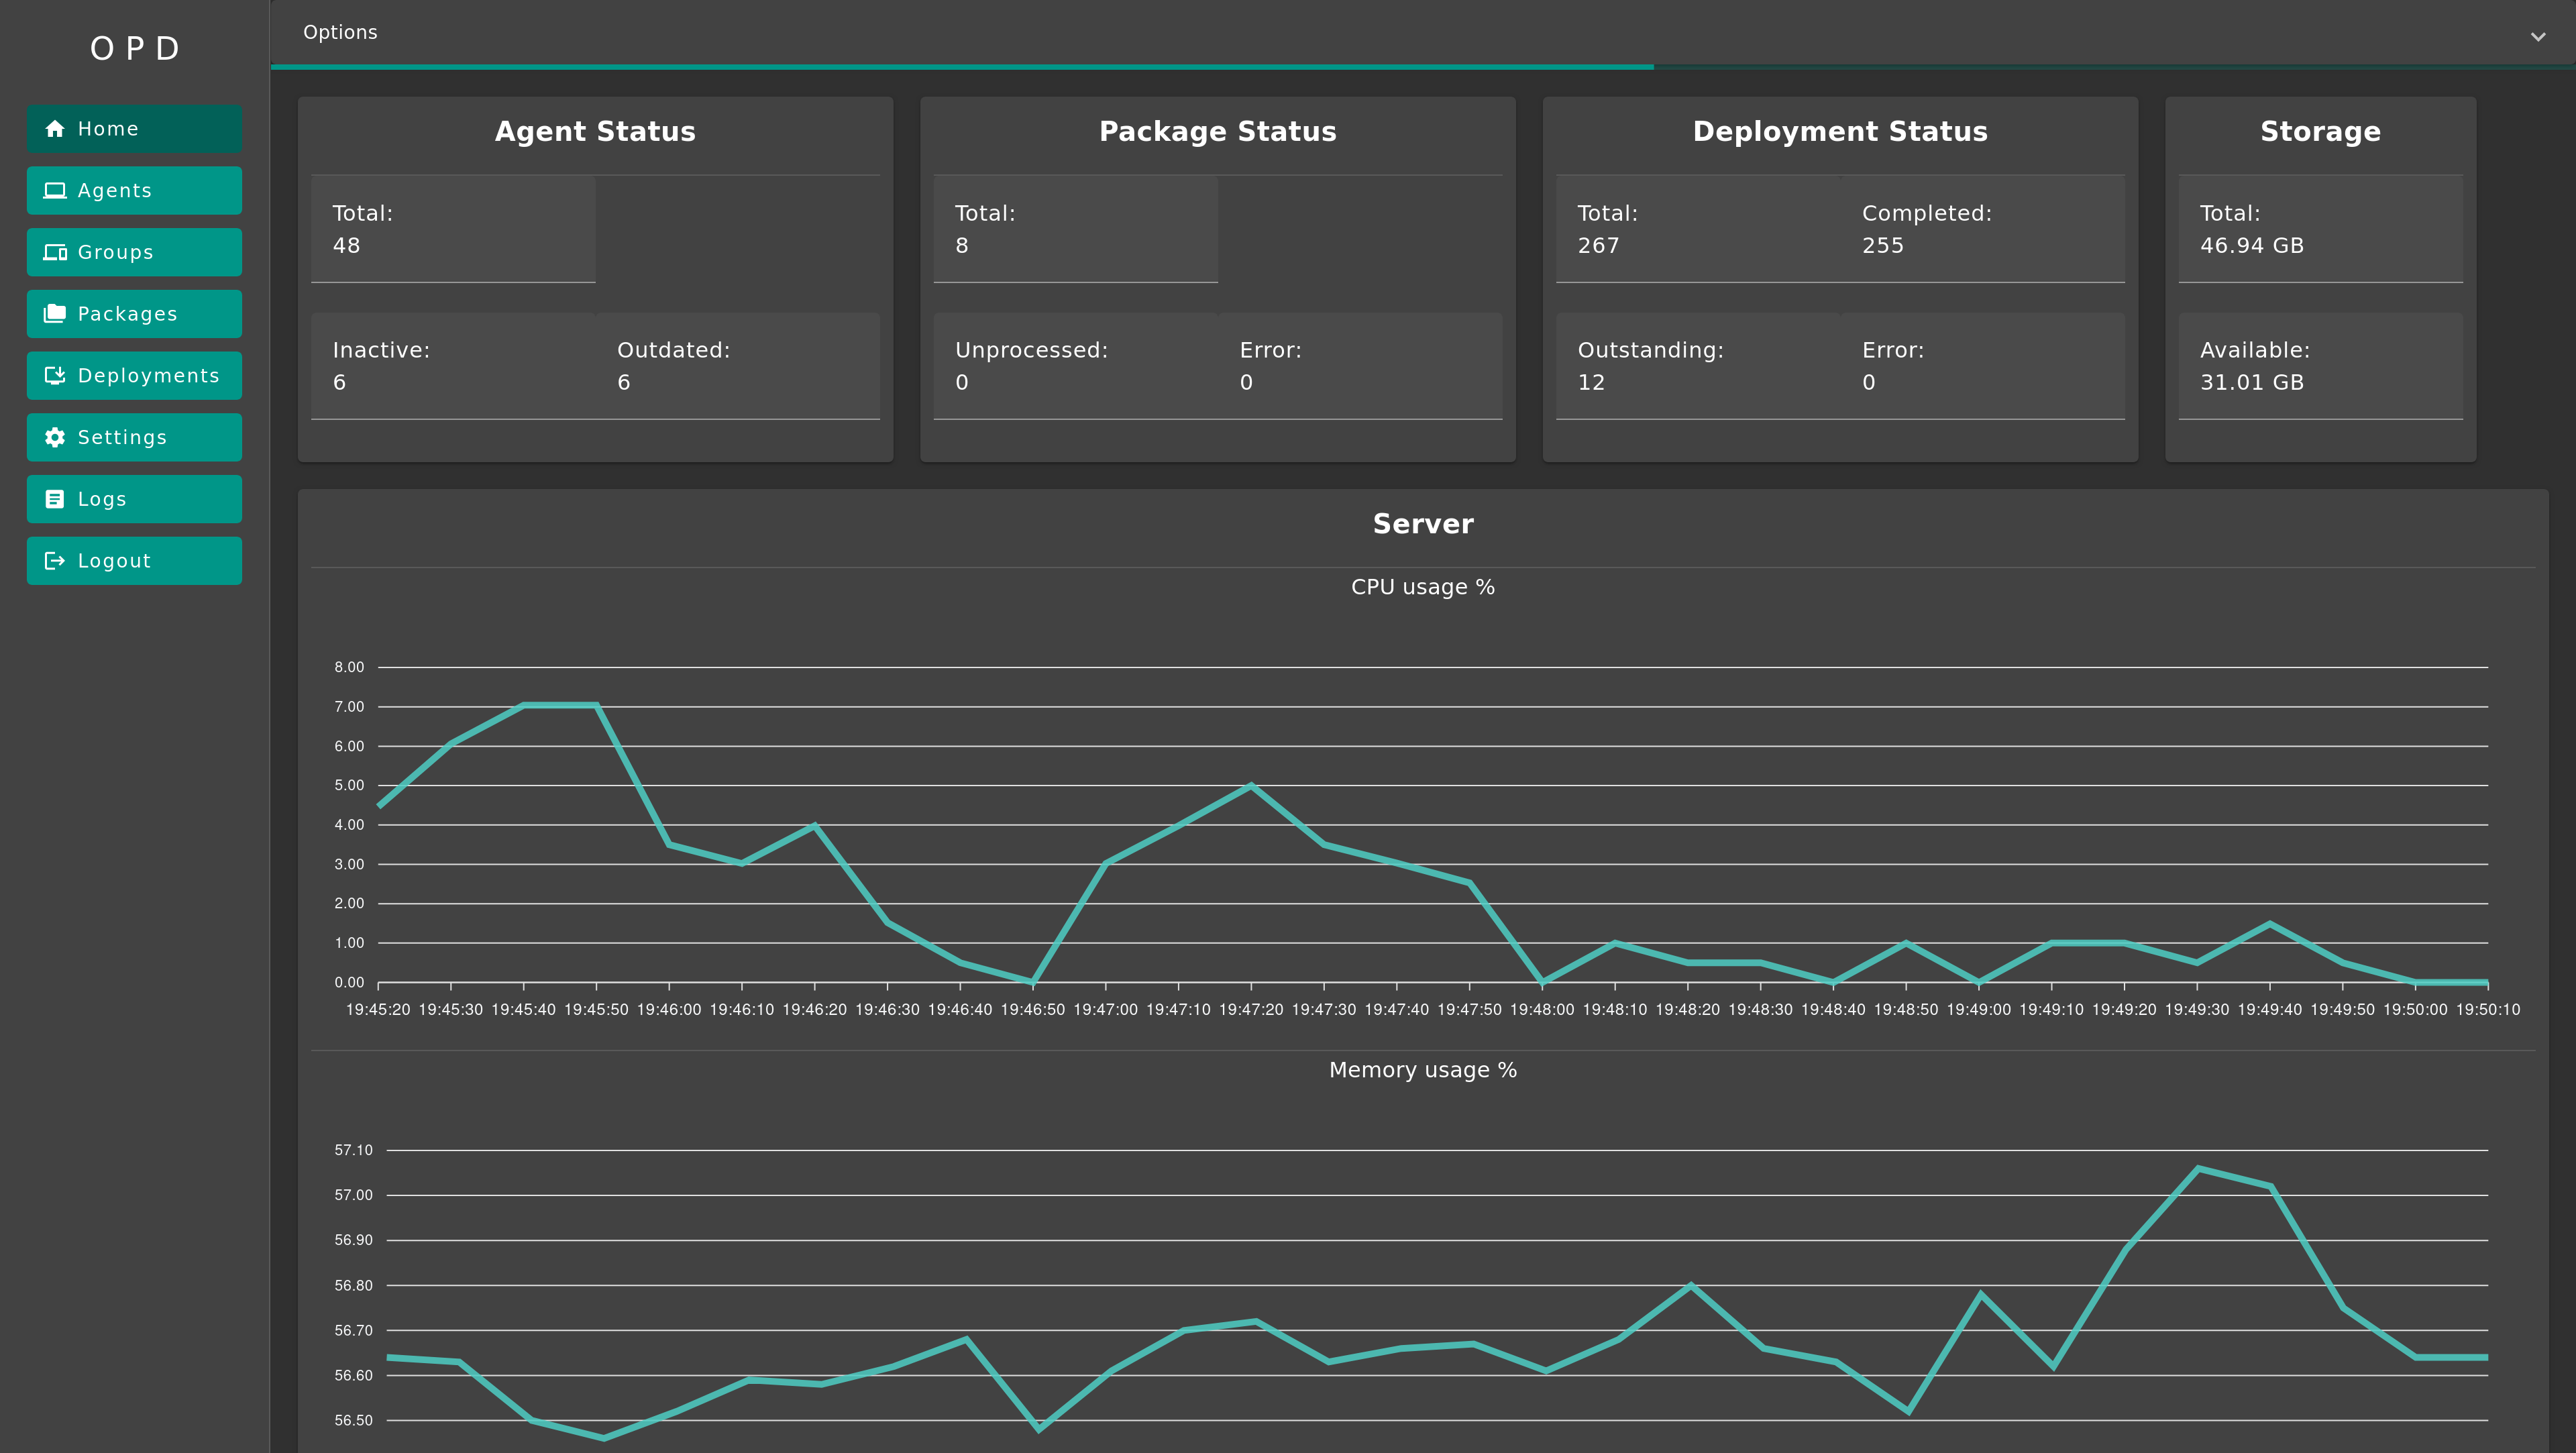 OPD
Home
Agents
Groups
Packages
Deployments
Settings
Logs
Logout
Options
Agent Status
Total:
48
Inactive:
6
Outdated:
6
Package Status
Total:
8
Unprocessed:
0
Error:
0
Deployment Status
Total:
267
Completed:
255
Outstanding:
12
Error:
0
Storage
Total:
46.94 GB
Available:
31.01 GB
Server
CPU usage %
8.00
7.00
6.00
5.00
4.00
3.00
2.00
1.00
0.00
19:45:20 19:45:30 19:45:40 19:45:50 19:46:00 19:46:10 19:46:20 19:46:30 19:46:40 19:46:50 19:47:00 19:47:10 19:47:20 19:47:30 19:47:40 19:47:50 19:48:00 19:48:10 19:48:20 19:48:30 19:48:40 19:48:50 19:49:00 19:49:10 19:49:20 19:49:30 19:49:40 19:49:50 19:50:00 19:50:10
Memory usage %
57.10
57.00
56.90
56.80
56.70
56.60
56.50